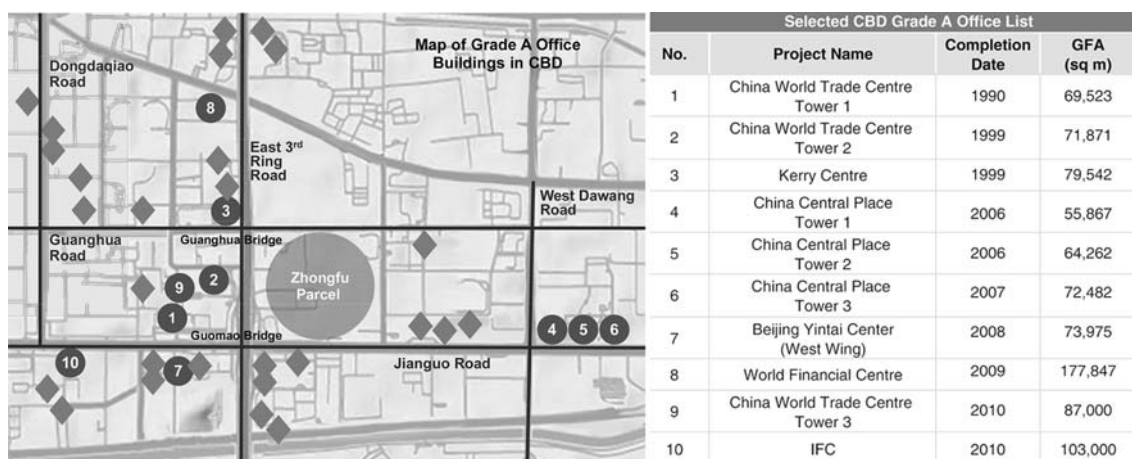 Map of Grade A Office
Buildings in CBD
Dongdaqiao
Road
8
East 3rd
Ring
Road
West Dawang
Road
3
Guanghua
Road
Guanghua Bridge
Zhongfu
Parcel
2
9
1
4 5 6
Guomao Bridge
10
7
Jianguo Road
Selected CBD Grade A Office List
No. Project Name Completion Date GFA (sq m)
1 China World Trade Centre Tower 1 1990 69,523
2 China World Trade Centre Tower 2 1999 71,871
3 Kerry Centre 1999 79,542
4 China Central Place Tower 1 2006 55,867
5 China Central Place Tower 2 2006 64,262
6 China Central Place Tower 3 2007 72,482
7 Beijing Yintai Center (West Wing) 2008 73,975
8 World Financial Centre 2009 177,847
9 China World Trade Centre Tower 3 2010 87,000
10 IFC 2010 103,000